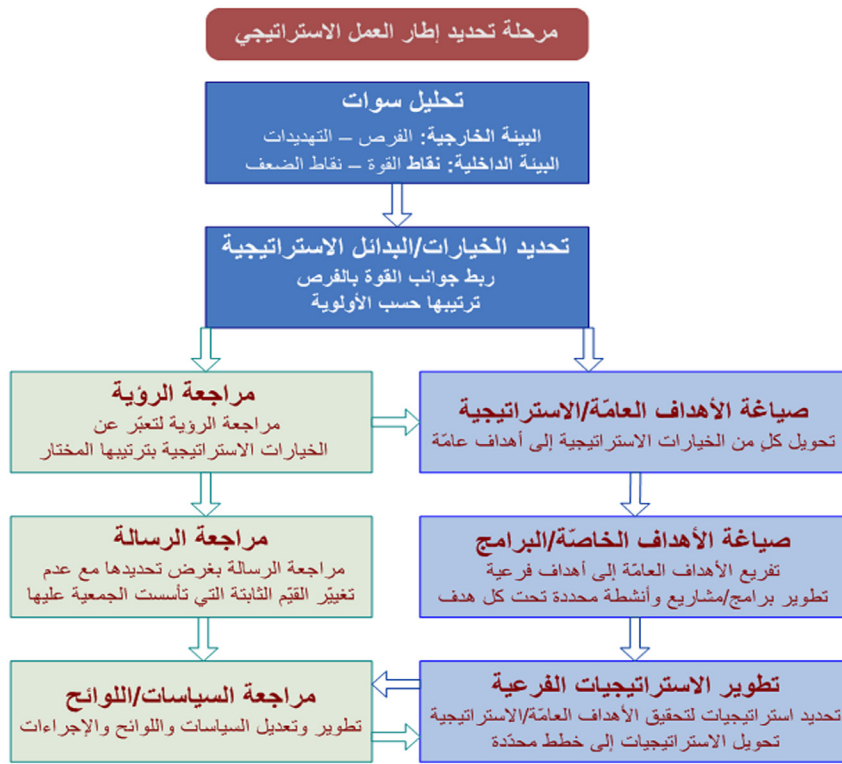 مرحلة تحديد إطار العمل الاستراتيجي
تحليل سوات
البيئة الخارجية: الفرص – التهديدات
البيئة الداخلية: نقاط القوة – نقاط الضعف
تحديد الخيارات/البدائل الاستراتيجية
ربط جوانب القوة بالفرص
ترتيبها حسب الأولوية
صياغة الأهداف العامّة/الاستراتيجية
تحويل كلٍ من الخيارات الاستراتيجية إلى أهداف عامّة
مراجعة الرؤية
مراجعة الرؤية لتعبّر عن
الخيارات الاستراتيجية بترتيبها المختار
صياغة الأهداف الخاصّة/البرامج
تفريع الأهداف العامّة إلى أهداف فرعية
تطوير برامج/مشاريع وأنشطة محددة تحت كل هدف
مراجعة الرسالة
مراجعة الرسالة بغرض تحديدها مع عدم
تغييّر القيّم الثابتة التي تأسست الجمعية عليها
تطوير الاستراتيجيات الفرعية
تحديد استراتيجيات لتحقيق الأهداف العامّة/الاستراتيجية
تحويل الاستراتيجيات إلى خطط محدّدة
مراجعة السياسات/اللوائح
تطوير وتعديل السياسات واللوائح والإجراءات